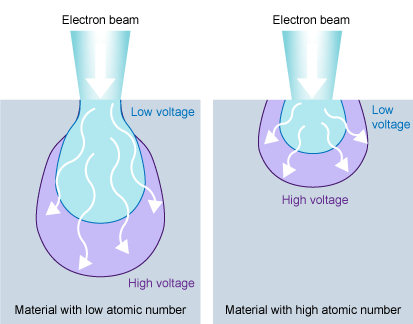 Electron beam
Low voltage
High voltage
Material with low atomic number
Electron beam
Low
voltage
High voltage
Material with high atomic number